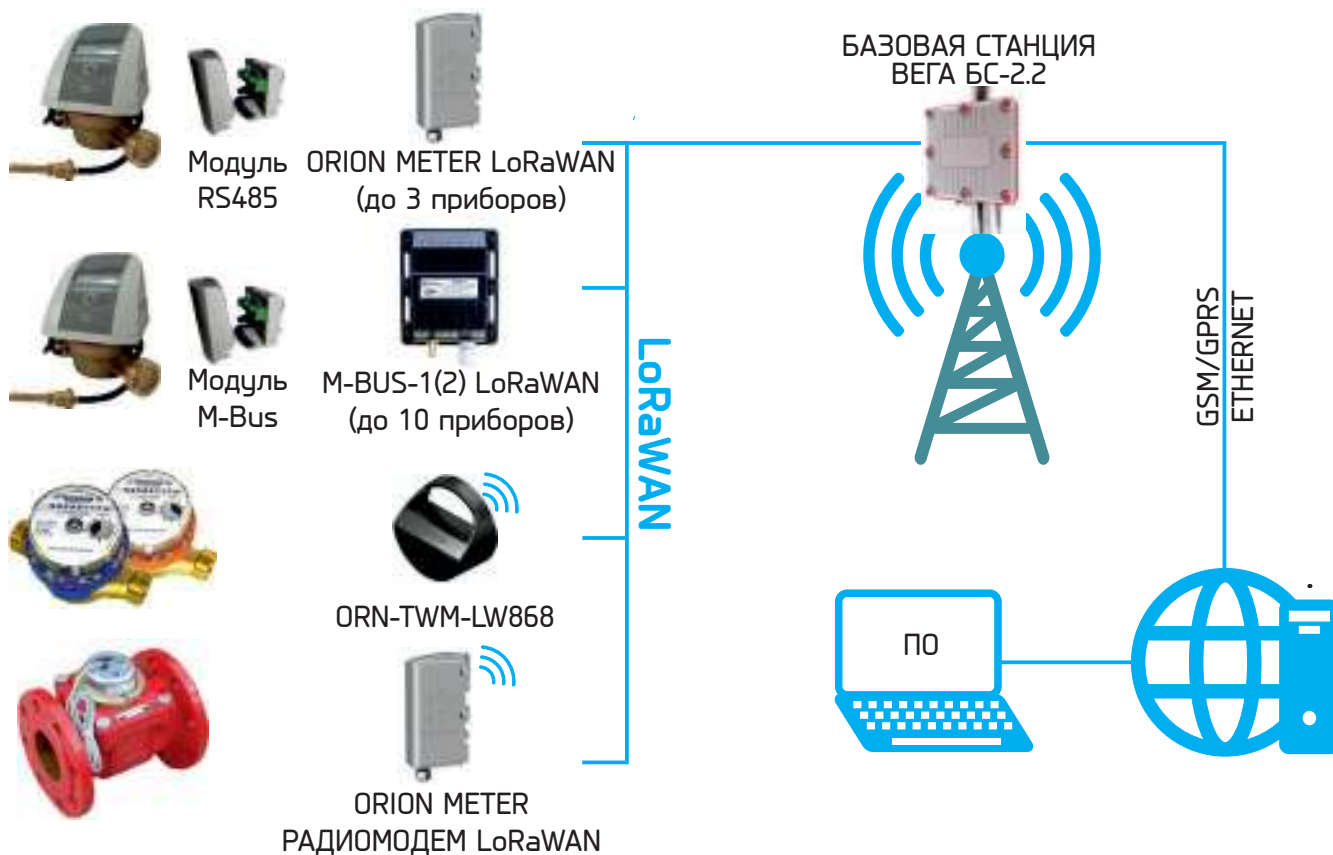 БАЗОВАЯ СТАНЦИЯ
ВЕГА БС-2.2
Модуль
RS485
ORION METER LoRaWAN
(до 3 приборов)
Модуль
M-Bus
M-BUS-1(2) LoRaWAN
(до 10 приборов)
LoRaWAN
GSM/GPRS
ETHERNET
ORN-TWM-LW868
ПО
ORION METER
РАДИОМОДЕМ LoRaWAN